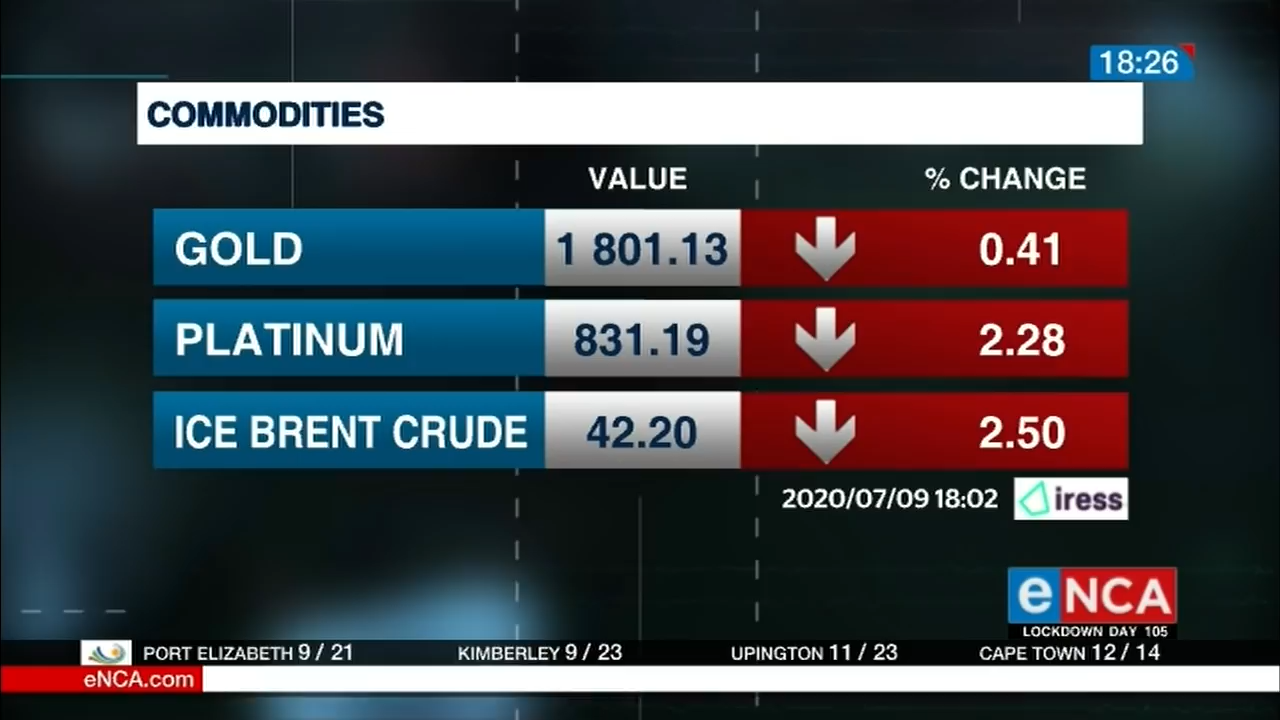 18:26
COMMODITIES
VALUE % CHANGE
GOLD 1 801.13 0.41
PLATINUM 831.19 2.28
ICE BRENT CRUDE 42.20 2.50
2020/07/09 18:02 iress
eNCA
LOCKDOWN DAY 105
PORT ELIZABETH 9 / 21 KIMBERLEY 9 / 23 UPINGTON 11 / 23 CAPE TOWN 12 / 14
eNCA.com